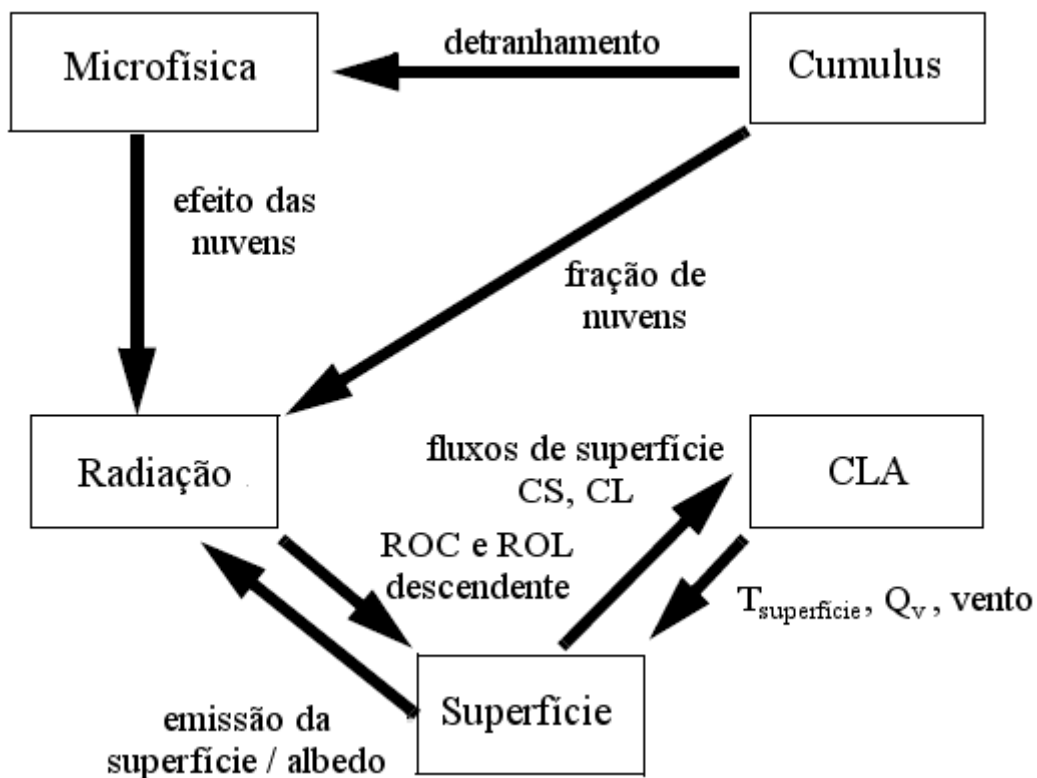 detranhamento
Microfísica
Cumulus
efeito das
nuvens
fração de
nuvens
Radiação
fluxos de superfície
CS, CL
CLA
ROC e ROL
descendente
Tsuperfície, Qv, vento
Superfície
emissão da
superfície / albedo